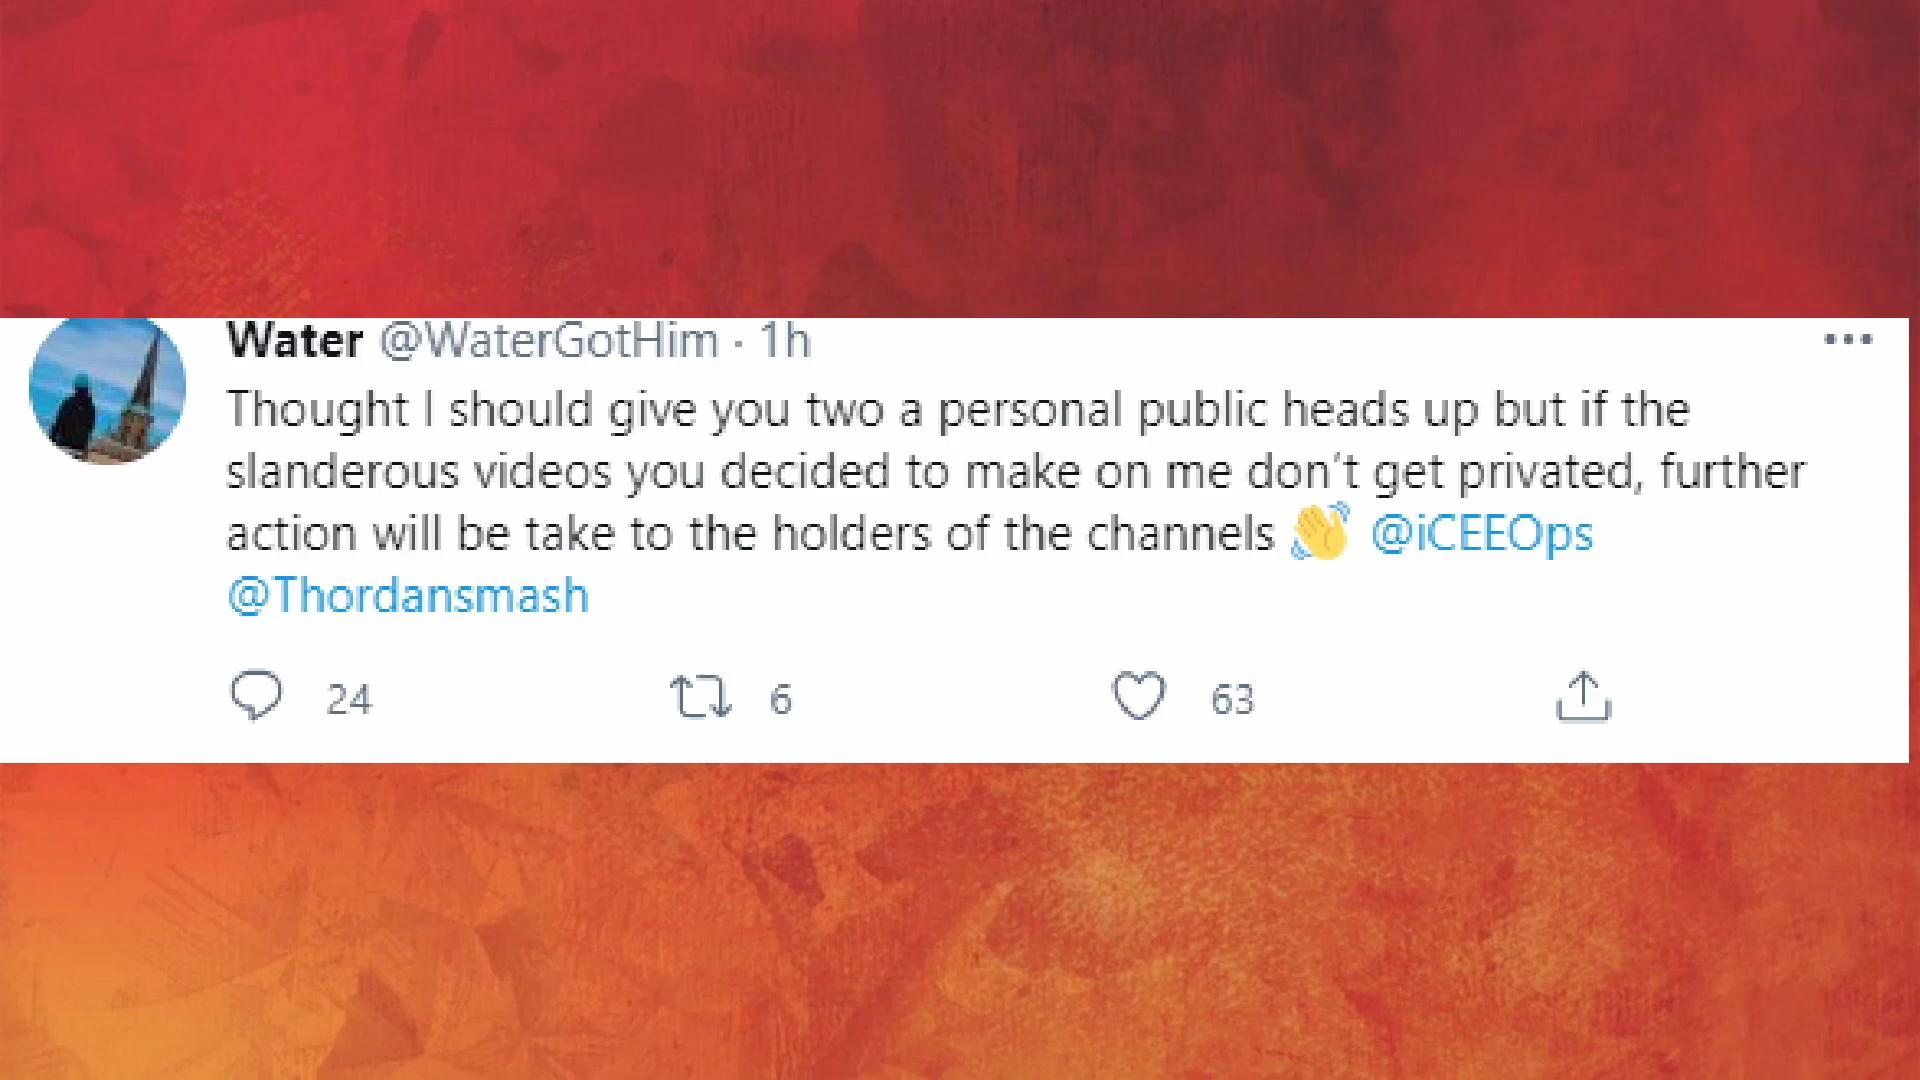 Water @WaterGotHim · 1h
Thought I should give you two a personal public heads up but if the
slanderous videos you decided to make on me don't get privated, further
action will be take to the holders of the channels 👋 @iCEEOps
@Thordansmash
24 6 63